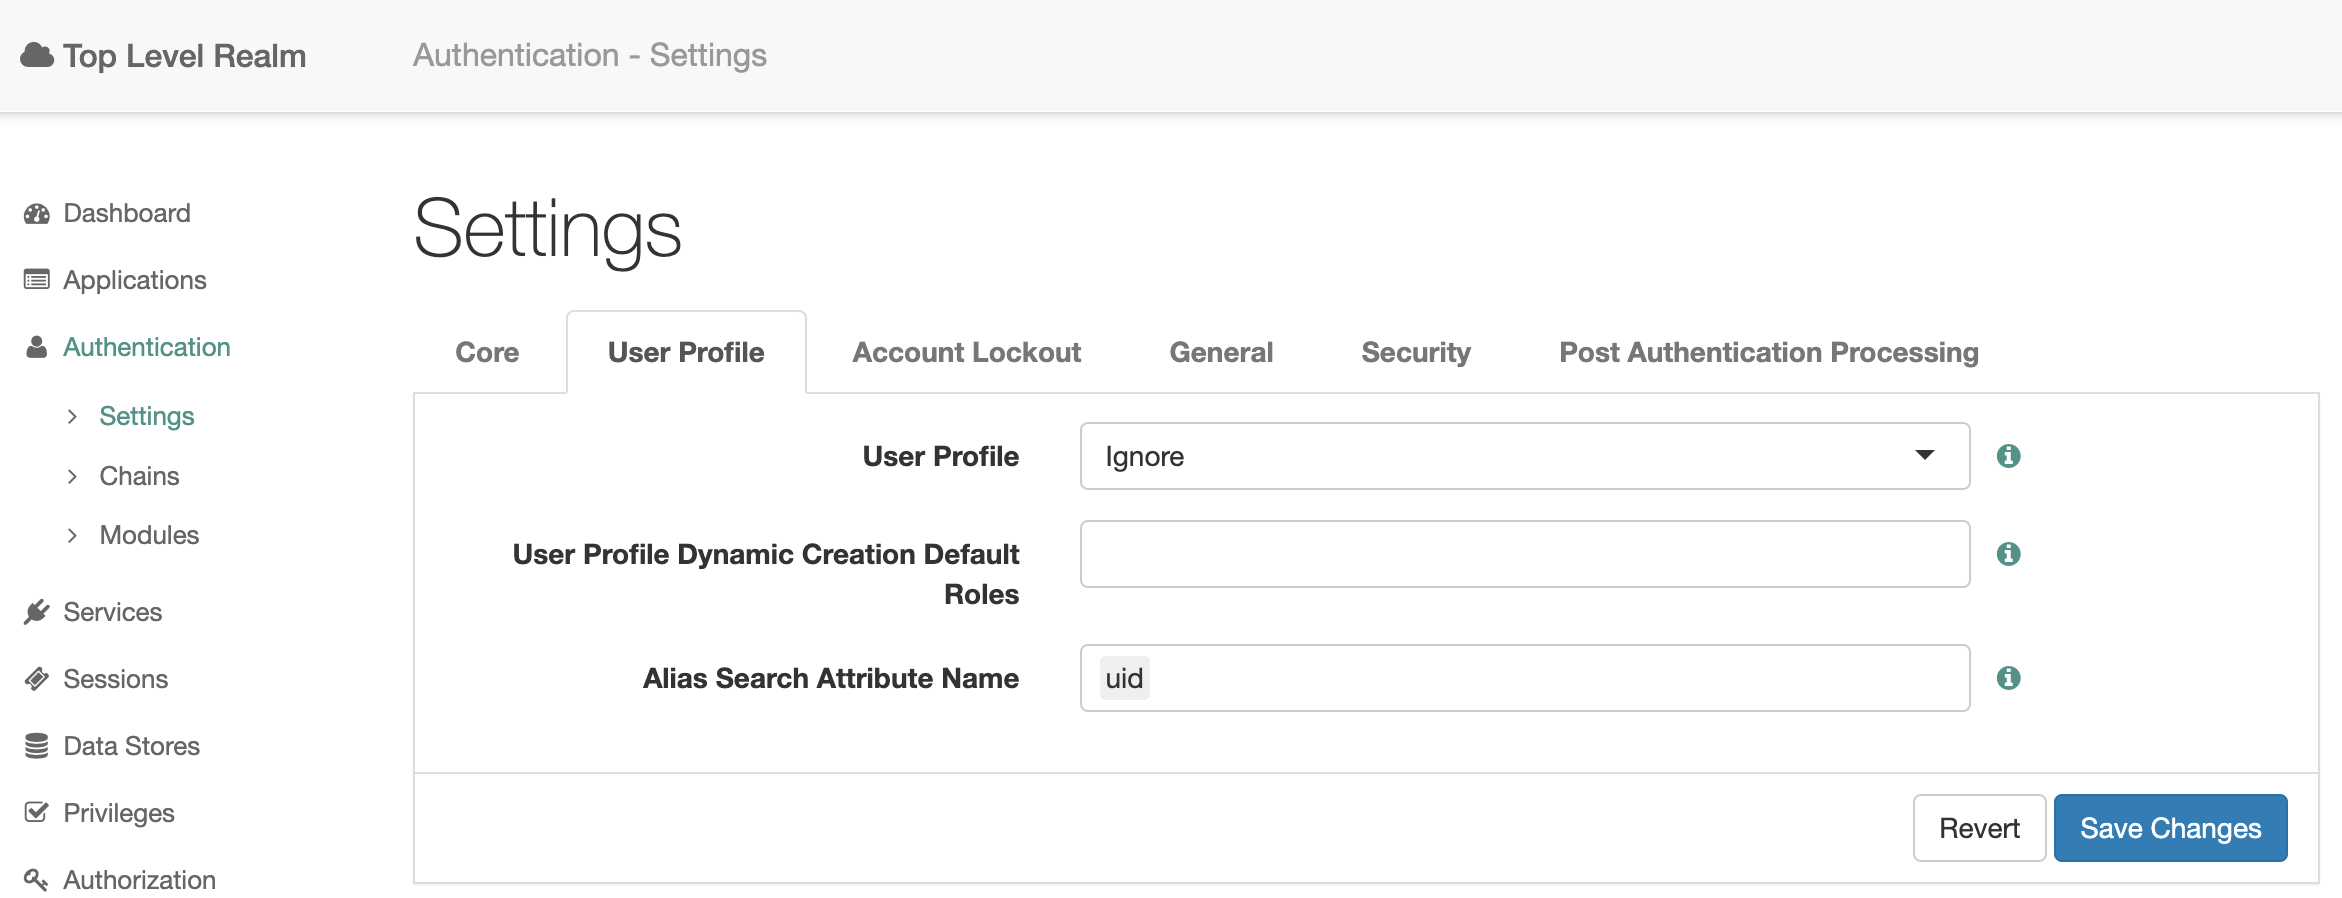 Top Level Realm
Authentication - Settings
Dashboard
Applications
Authentication
Settings
Chains
Modules
Services
Sessions
Data Stores
Privileges
Authorization
Settings
Core
User Profile
Account Lockout
General
Security
Post Authentication Processing
User Profile
Ignore
User Profile Dynamic Creation Default
Roles
Alias Search Attribute Name
uid
Revert
Save Changes